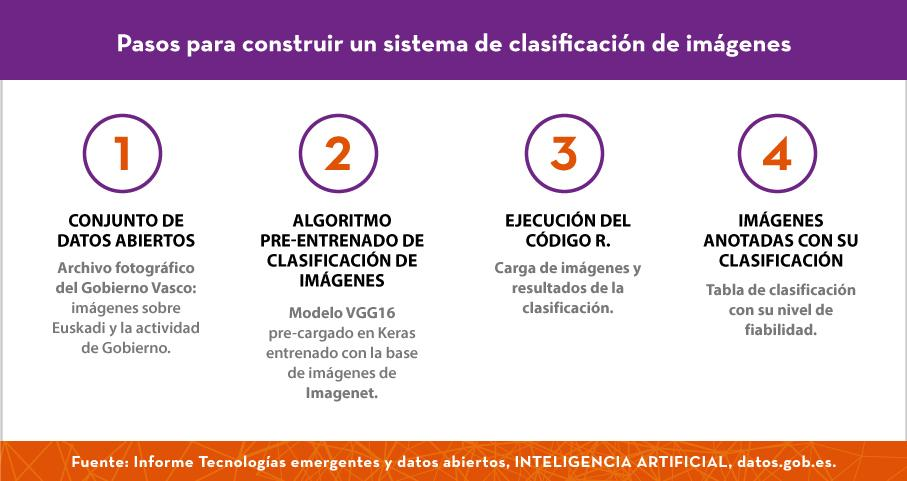 Pasos para construir un sistema de clasificación de imágenes
1
CONJUNTO DE
DATOS ABIERTOS
Archivo fotográfico
del Gobierno Vasco:
imágenes sobre
Euskadi y la actividad
de Gobierno.
2
ALGORITMO
PRE-ENTRENADO DE
CLASIFICACIÓN DE
IMÁGENES
Modelo VGG16
pre-cargado en Keras
entrenado con la base
de imágenes de
Imagenet.
3
EJECUCIÓN DEL
CÓDIGO R.
Carga de imágenes y
resultados de la
clasificación.
4
IMÁGENES
ANOTADAS CON SU
CLASIFICACIÓN
Tabla de clasificación
con su nivel de
fiabilidad.
Fuente: Informe Tecnologías emergentes y datos abiertos, INTELIGENCIA ARTIFICIAL, datos.gob.es.